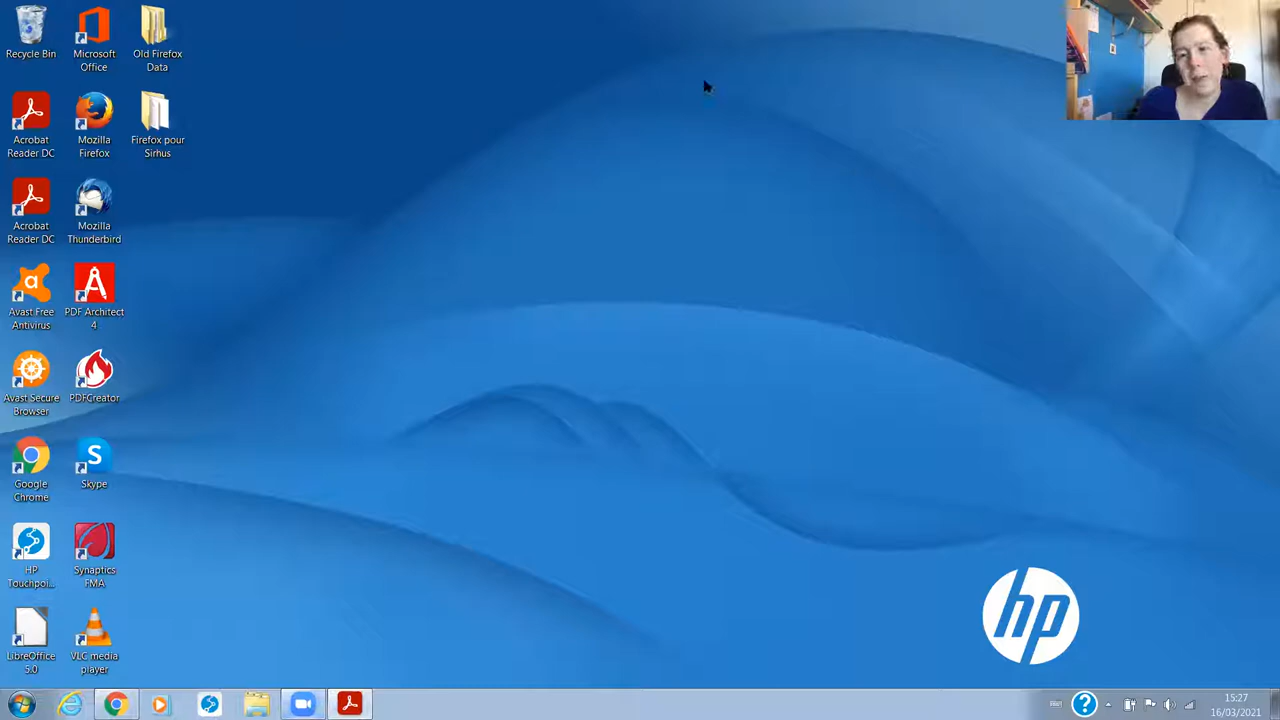 Recycle Bin
Microsoft
Office
Old Firefox
Data
Acrobat
Reader DC
Mozilla
Firefox
Firefox pour
Sirhus
Acrobat
Reader DC
Mozilla
Thunderbird
Avast Free
Antivirus
PDF Architect
4
Avast Secure
Browser
PDFCreator
Google
Chrome
Skype
HP
Touchpoi...
Synaptics
FMA
LibreOffice
5.0
VLC media
player
hp
15:27
16/03/2021